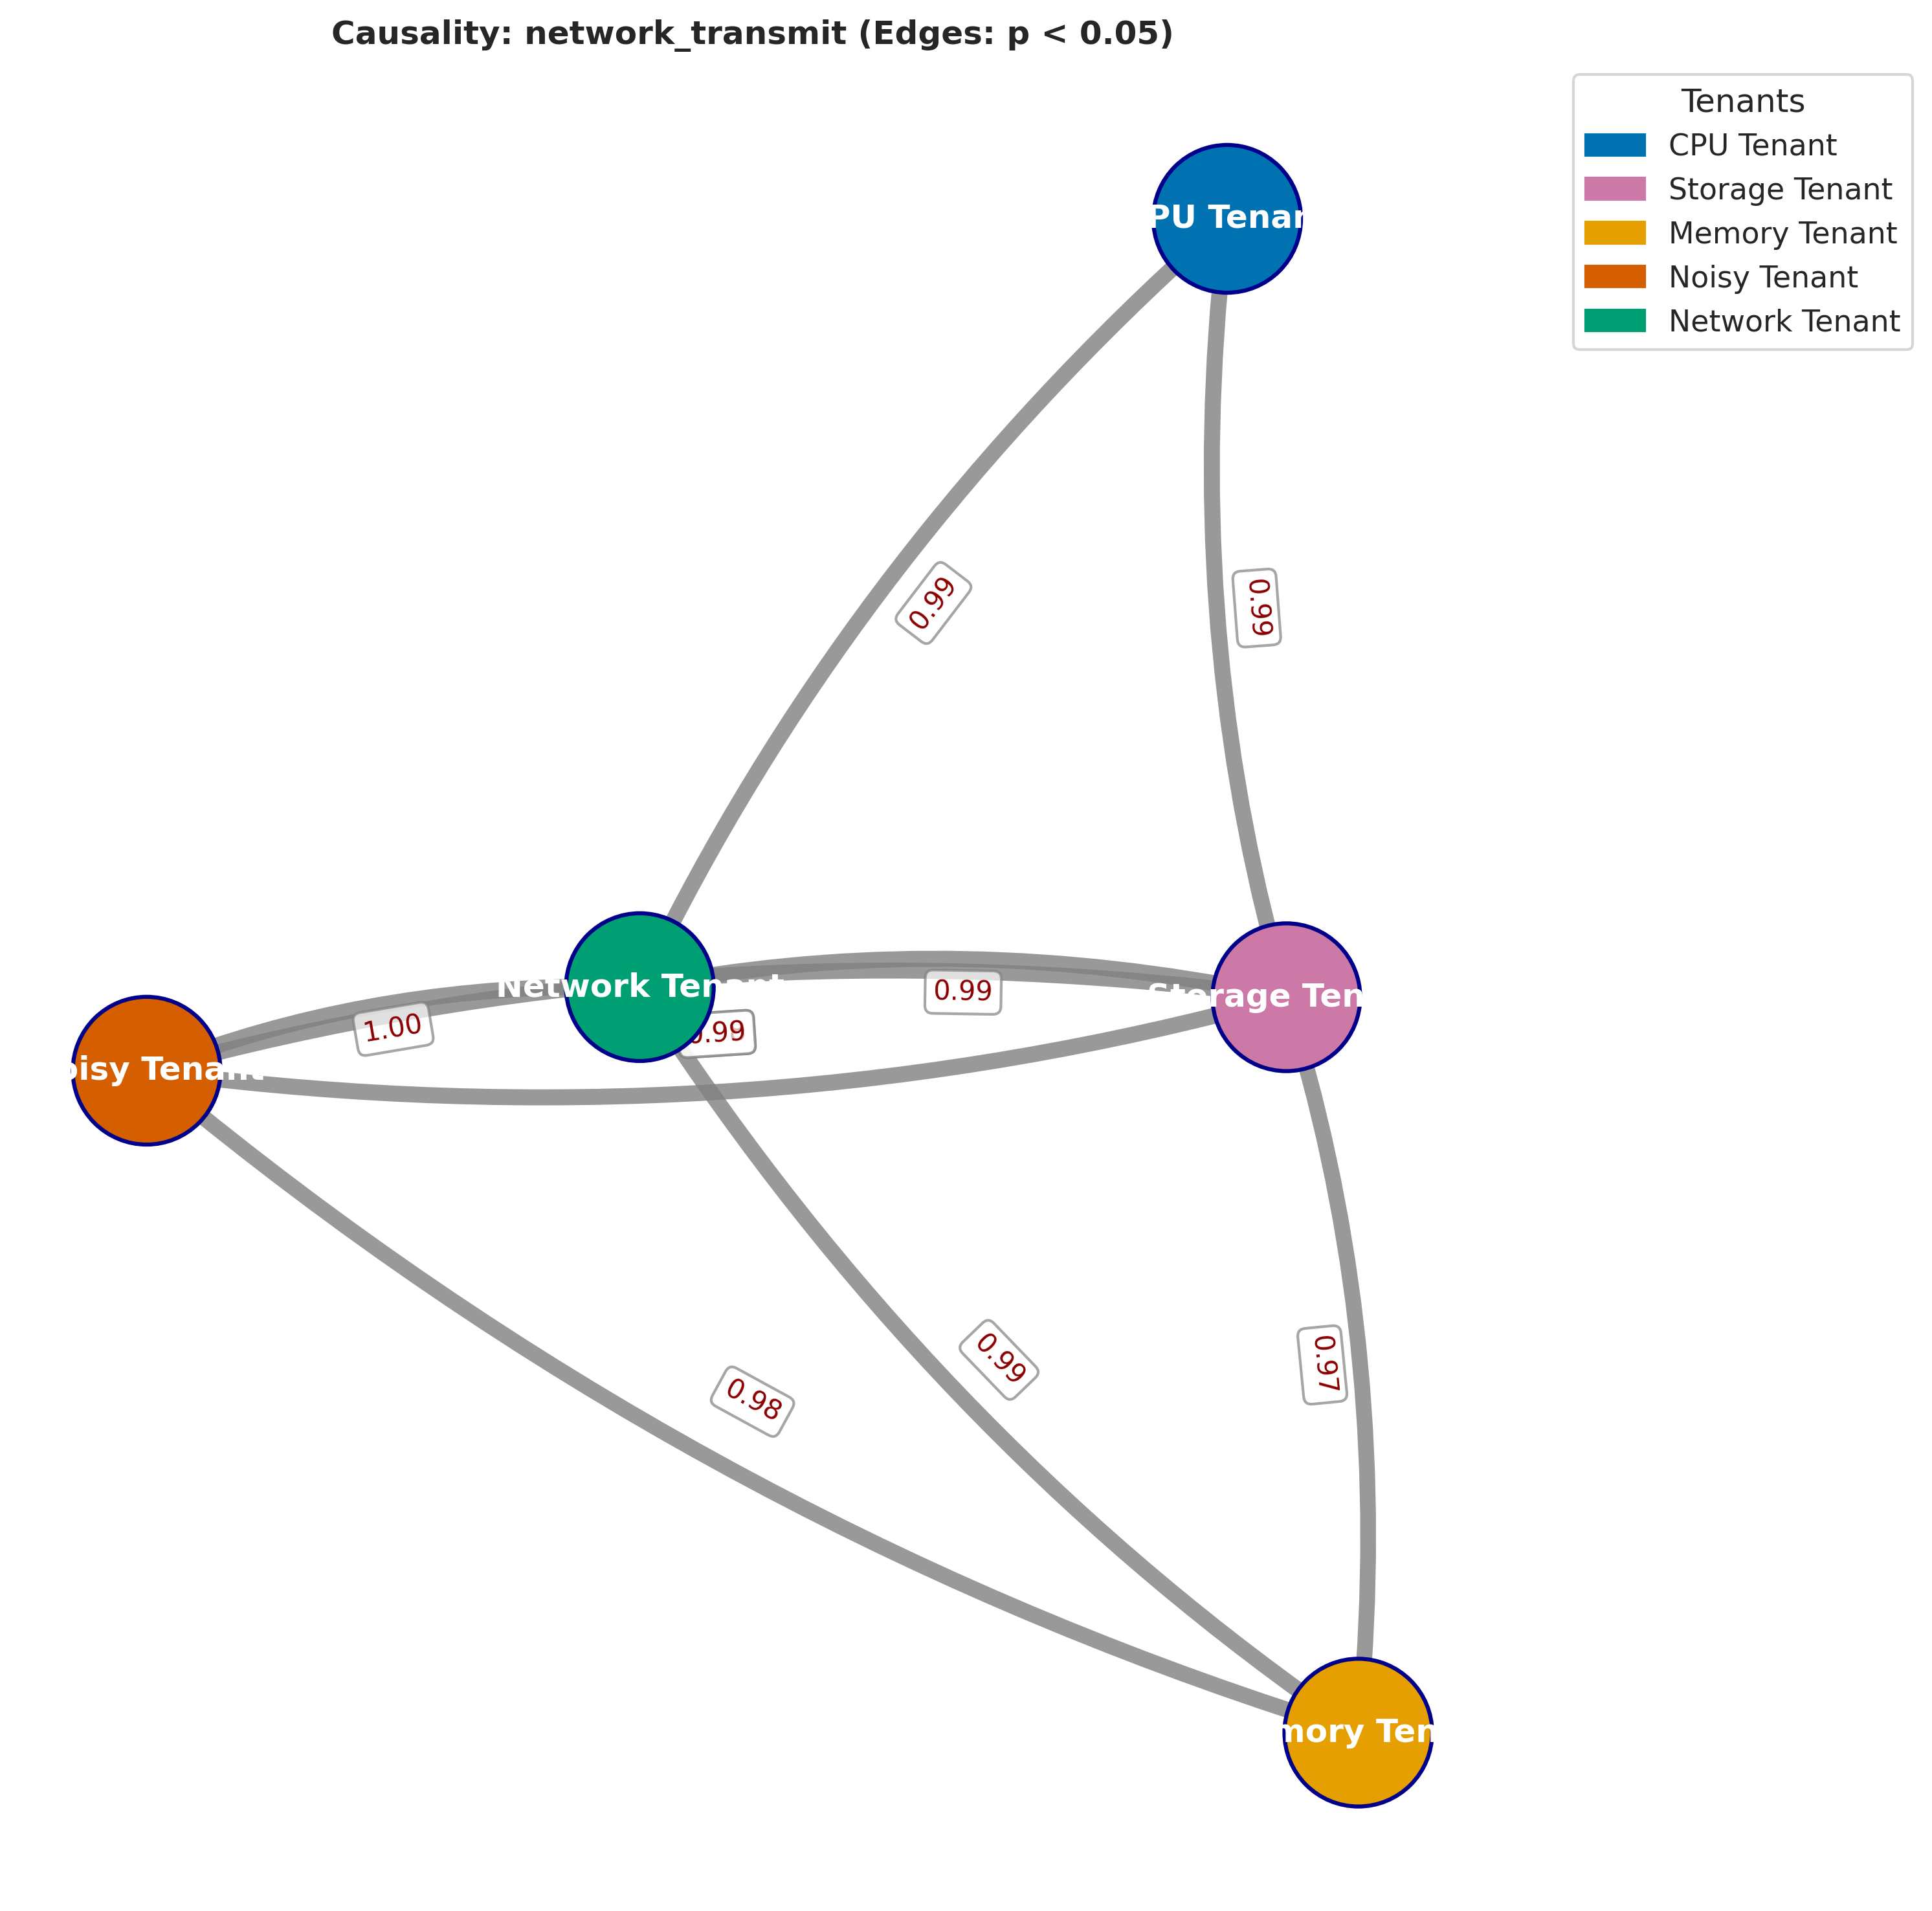 Causality: network_transmit (Edges: p < 0.05)
Tenants
CPU Tenant
Storage Tenant
Memory Tenant
Noisy Tenant
Network Tenant
PU Tenan
0.99
0.99
Network Tenant
0.99
Storage Ten
1.00
0.99
oisy Tenant
0.99
0.97
0.98
mory Ten